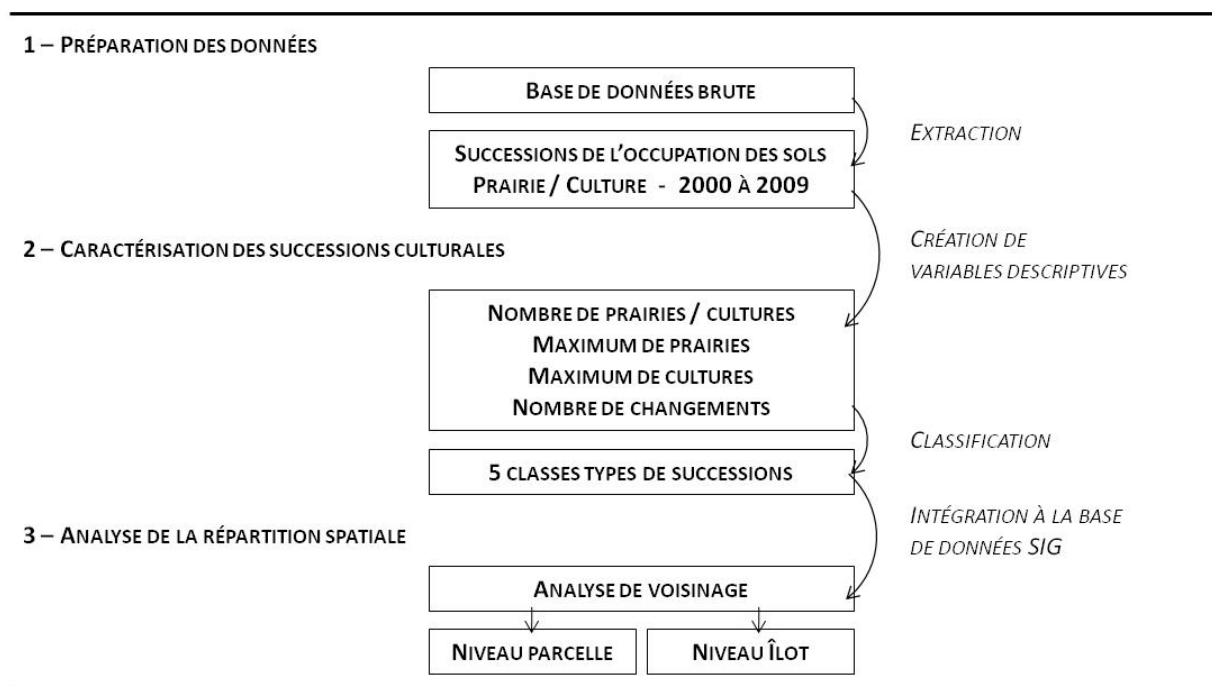 1 – PRÉPARATION DES DONNÉES
BASE DE DONNÉES BRUTE
EXTRACTION
SUCCESSIONS DE L'OCCUPATION DES SOLS
PRAIRIE / CULTURE - 2000 À 2009
2 – CARACTÉRISATION DES SUCCESSIONS CULTURALES
CRÉATION DE
VARIABLES DESCRIPTIVES
NOMBRE DE PRAIRIES / CULTURES
MAXIMUM DE PRAIRIES
MAXIMUM DE CULTURES
NOMBRE DE CHANGEMENTS
CLASSIFICATION
5 CLASSES TYPES DE SUCCESSIONS
INTÉGRATION À LA BASE
DE DONNÉES SIG
3 – ANALYSE DE LA RÉPARTITION SPATIALE
ANALYSE DE VOISINAGE
NIVEAU PARCELLE
NIVEAU ÎLOT